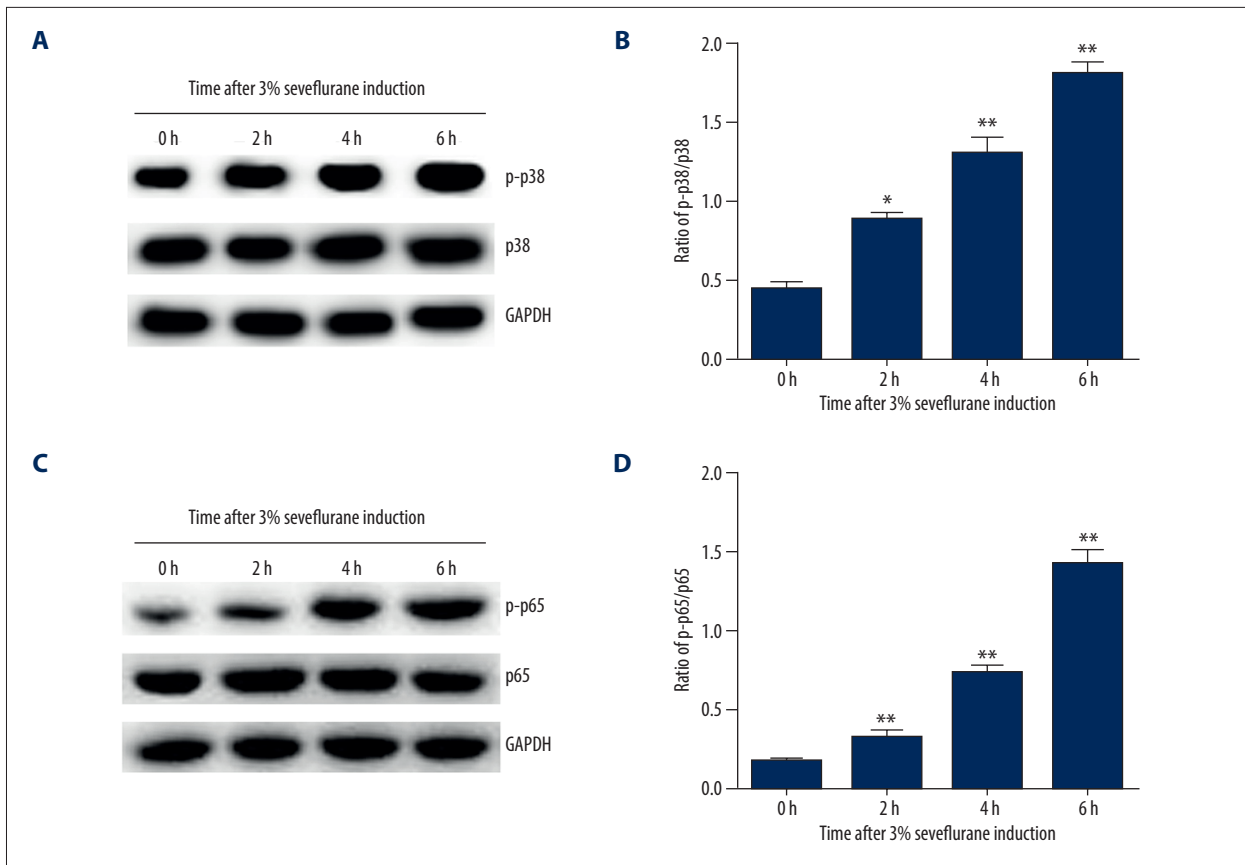 A
Time after 3% seveflurane induction
0 h 2 h 4 h 6 h
p-p38
p38
GAPDH
B
Ratio of p-p38/p38
2.0
1.5
1.0
0.5
0.0
*
**
**
0 h 2 h 4 h 6 h
Time after 3% seveflurane induction
C
Time after 3% seveflurane induction
0 h 2 h 4 h 6 h
p-p65
p65
GAPDH
D
Ratio of p-p65/p65
2.0
1.5
1.0
0.5
0.0
**
**
**
0 h 2 h 4 h 6 h
Time after 3% seveflurane induction